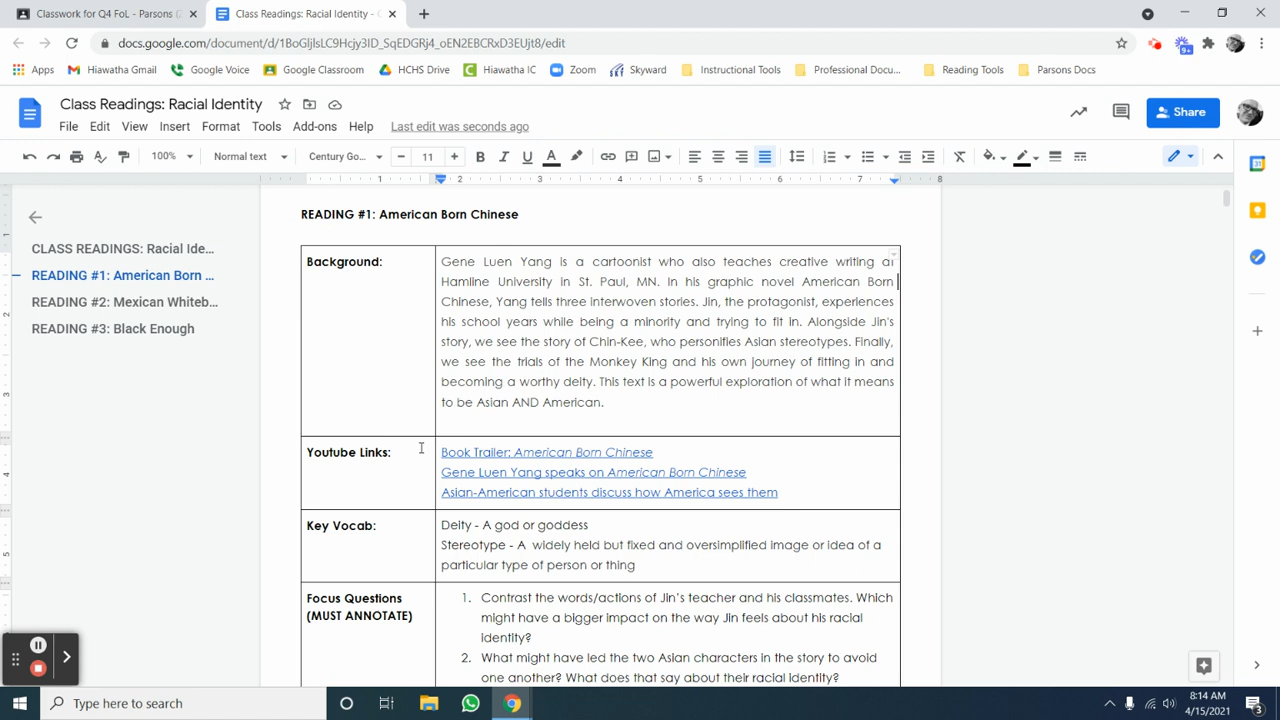 Classwork for Q4 FoL - Parsons (
Class Readings: Racial Identity -
docs.google.com/document/d/1BoGljlsLC9Hcjy3ID_SqEDGRj4_oEN2EBCRxD3EUjt8/edit
Apps
Hiawatha Gmail
Google Voice
Google Classroom
HCHS Drive
Hiawatha IC
Zoom
Skyward
Instructional Tools
Professional Docu...
Reading Tools
Parsons Docs
Class Readings: Racial Identity
Share
File Edit View Insert Format Tools Add-ons Help Last edit was seconds ago
100% Normal text Century Go... 11
1 2 3 4 5 6 7 8
CLASS READINGS: Racial Ide...
READING #1: American Born ...
READING #2: Mexican Whiteb...
READING #3: Black Enough
READING #1: American Born Chinese
Background:
Gene Luen Yang is a cartoonist who also teaches creative writing at
Hamline University in St. Paul, MN. In his graphic novel American Born
Chinese, Yang tells three interwoven stories. Jin, the protagonist, experiences
his school years while being a minority and trying to fit in. Alongside Jin's
story, we see the story of Chin-Kee, who personifies Asian stereotypes. Finally,
we see the trials of the Monkey King and his own journey of fitting in and
becoming a worthy deity. This text is a powerful exploration of what it means
to be Asian AND American.
Youtube Links:
Book Trailer: American Born Chinese
Gene Luen Yang speaks on American Born Chinese
Asian-American students discuss how America sees them
Key Vocab:
Deity - A god or goddess
Stereotype - A widely held but fixed and oversimplified image or idea of a
particular type of person or thing
Focus Questions
(MUST ANNOTATE)
1. Contrast the words/actions of Jin's teacher and his classmates. Which
might have a bigger impact on the way Jin feels about his racial
identity?
2. What might have led the two Asian characters in the story to avoid
one another? What does that say about their racial identity?
Type here to search
8:14 AM
4/15/2021